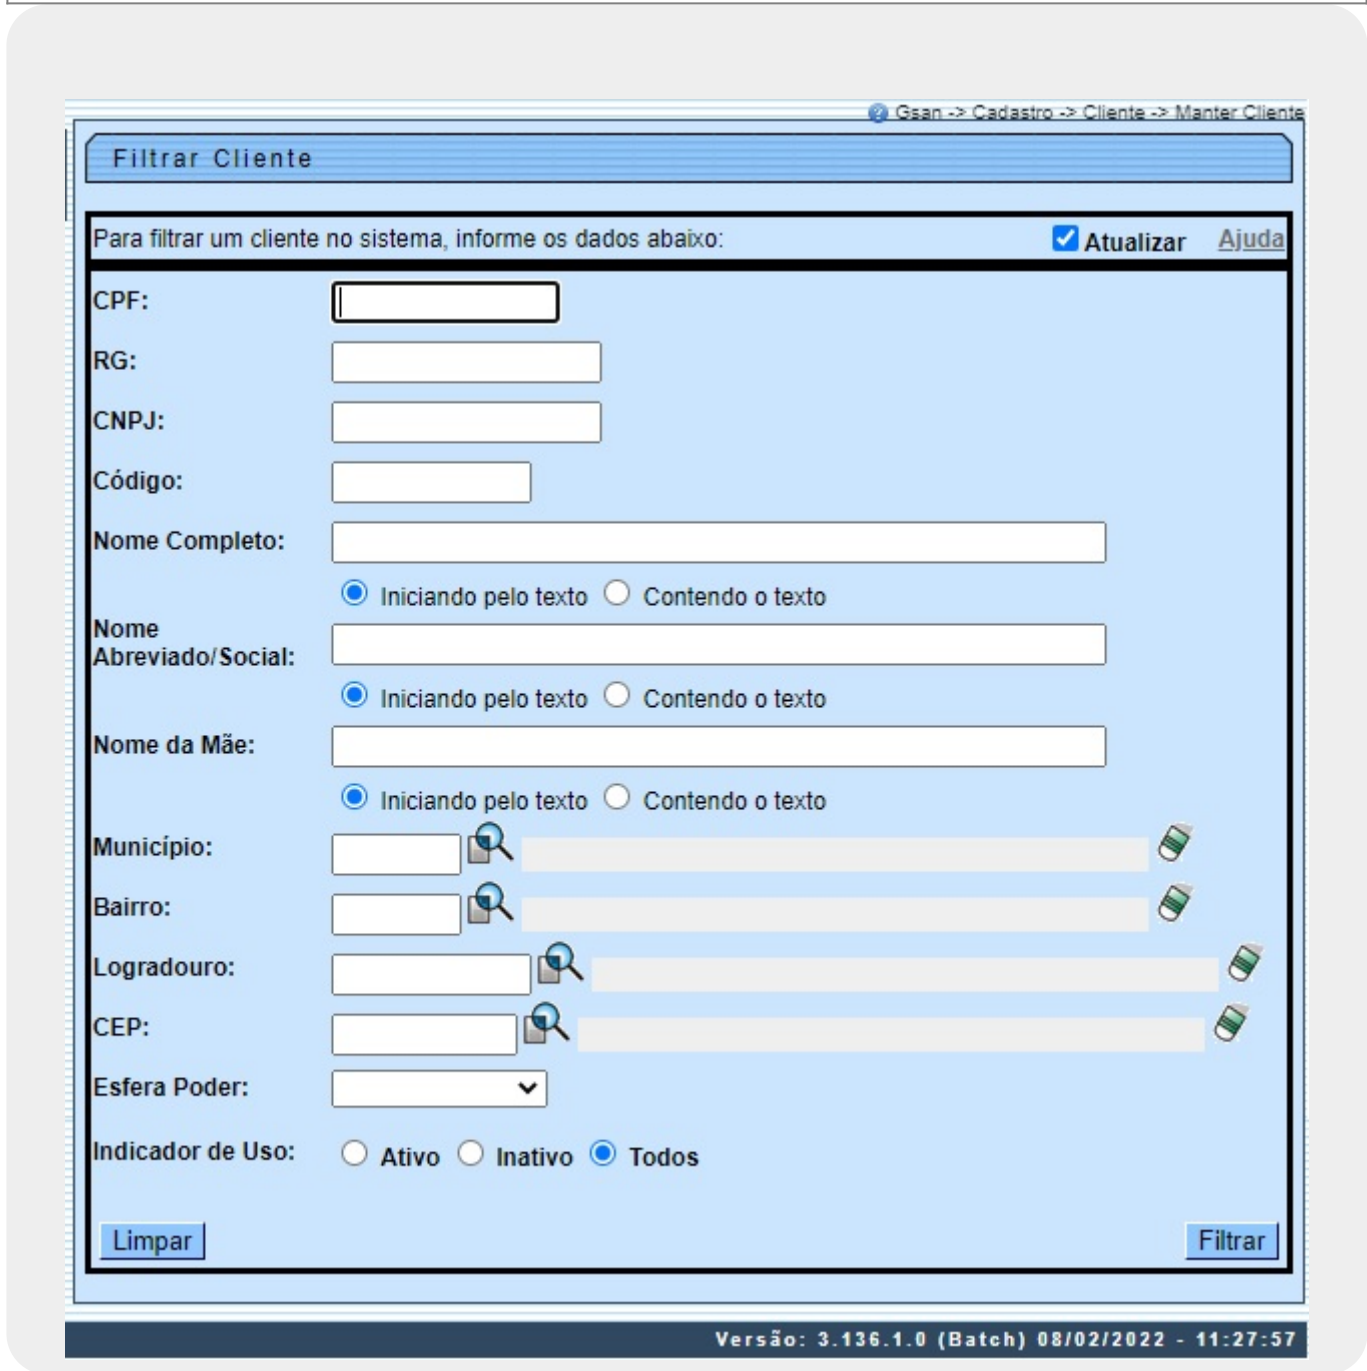 Gsan -> Cadastro -> Cliente -> Manter Cliente
Filtrar Cliente
Para filtrar um cliente no sistema, informe os dados abaixo: Atualizar Ajuda
CPF:
RG:
CNPJ:
Código:
Nome Completo:
Iniciando pelo texto Contendo o texto
Nome
Abreviado/Social:
Iniciando pelo texto Contendo o texto
Nome da Mãe:
Iniciando pelo texto Contendo o texto
Município:
Bairro:
Logradouro:
CEP:
Esfera Poder:
Indicador de Uso: Ativo Inativo Todos
Limpar Filtrar
Versão: 3.136.1.0 (Batch) 08/02/2022 - 11:27:57